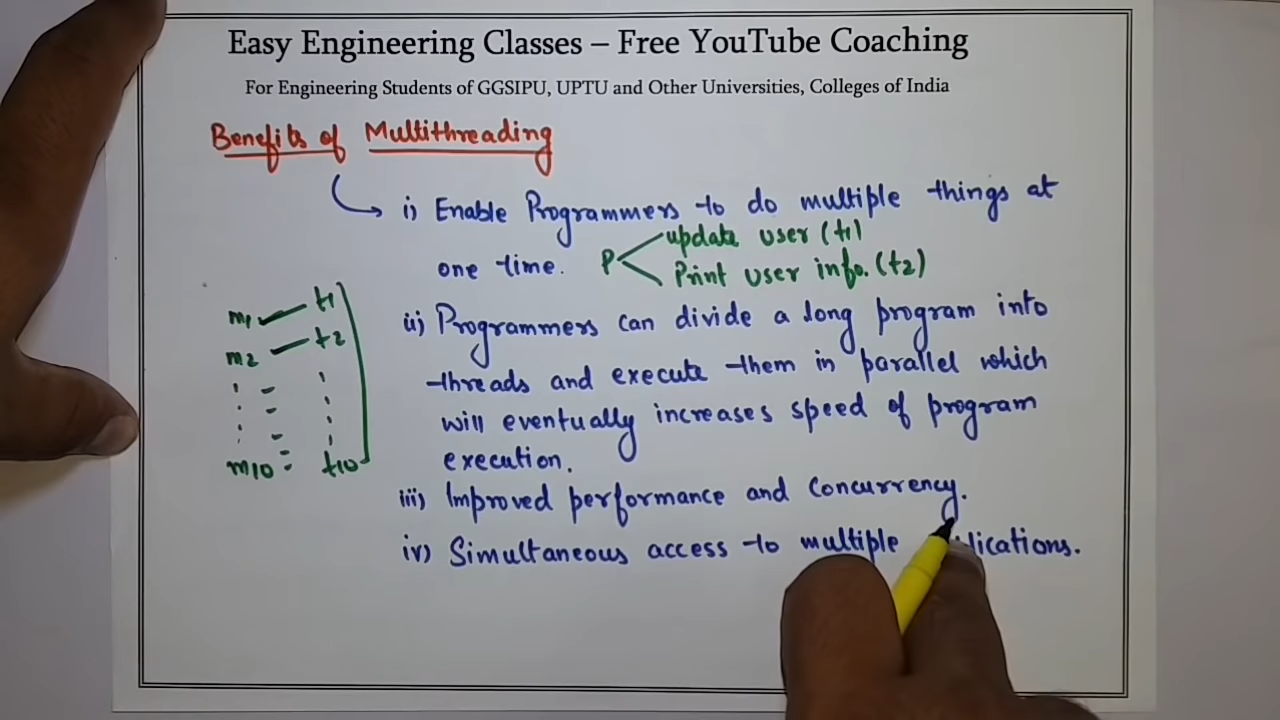 Easy Engineering Classes – Free YouTube Coaching
For Engineering Students of GGSIPU, UPTU and Other Universities, Colleges of India
Benefits of Multithreading
i) Enable Programmers to do multiple things at
one time.
P
update user (t1)
Print user info. (t2)
ii) Programmers can divide a long program into
threads and execute them in parallel which
will eventually increases speed of program
execution.
iii) Improved performance and Concurrency.
iv) Simultaneous access to multiple
m1 t1
m2 t2
m10 t10